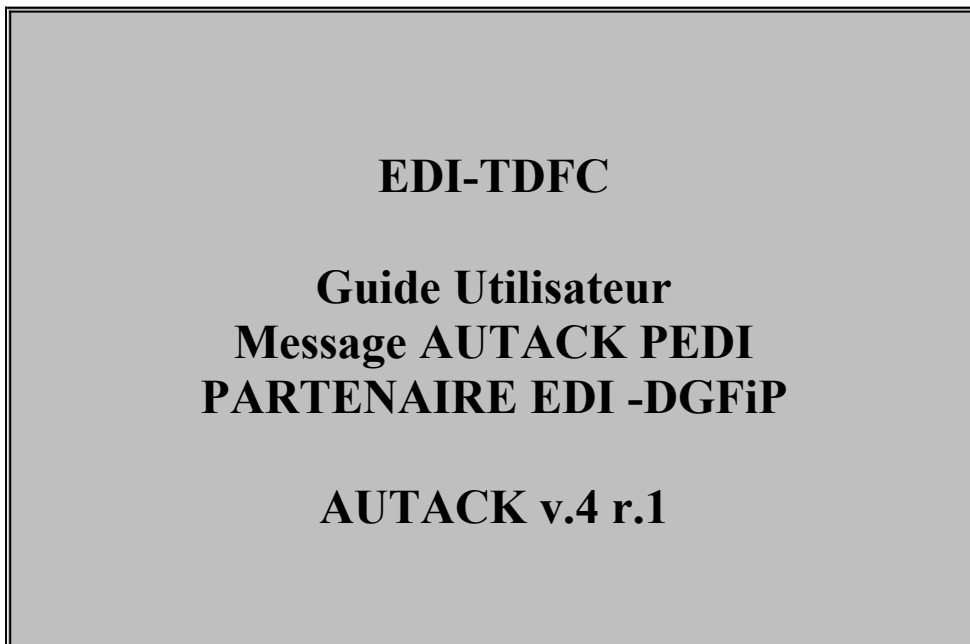 EDI-TDFC
Guide Utilisateur
Message AUTACK PEDI
PARTENAIRE EDI -DGFiP
AUTACK v.4 r.1